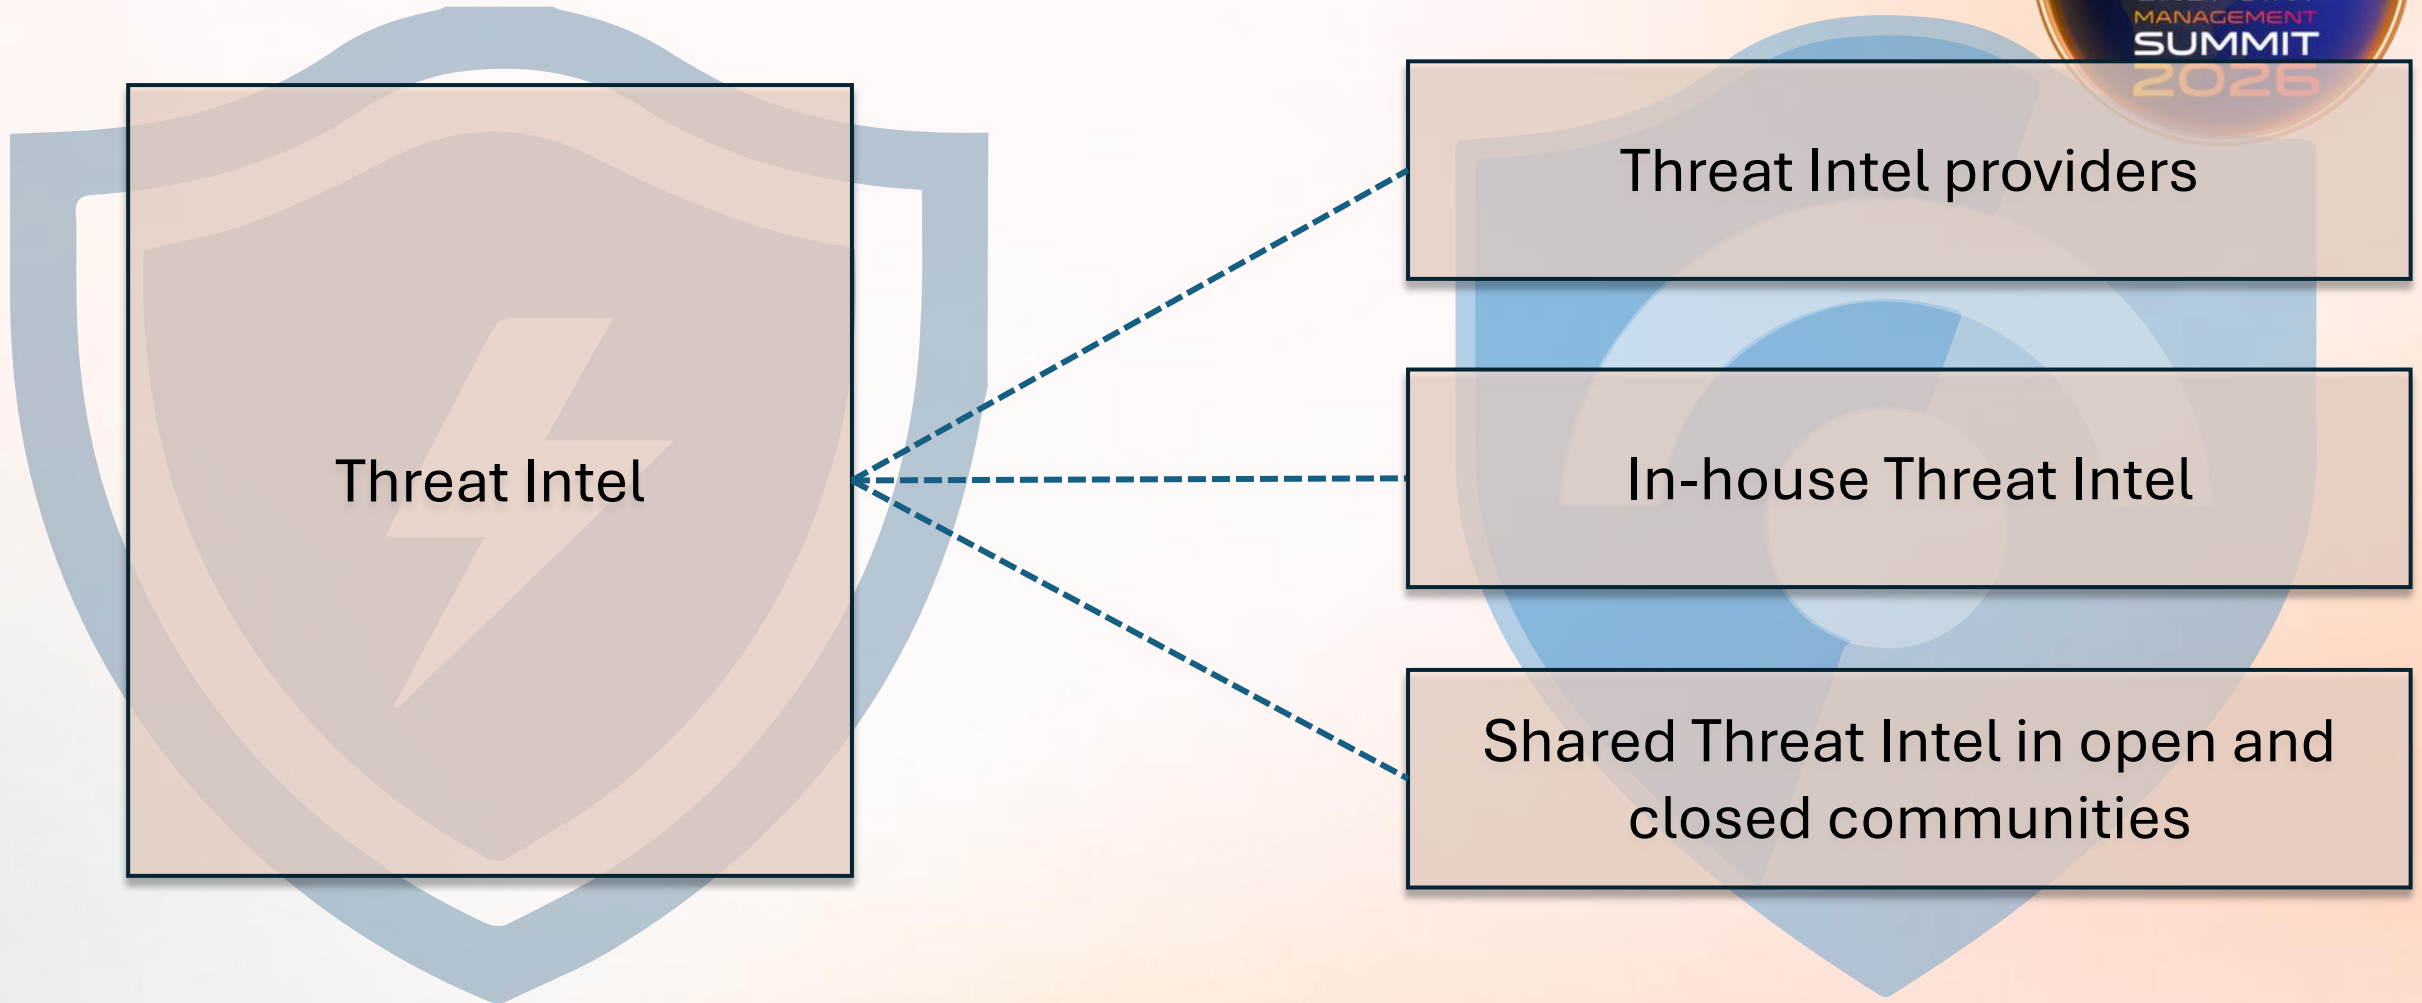 MANAGEMENT
SUMMIT
2026
Threat Intel providers
Threat Intel
In-house Threat Intel
Shared Threat Intel in open and
closed communities